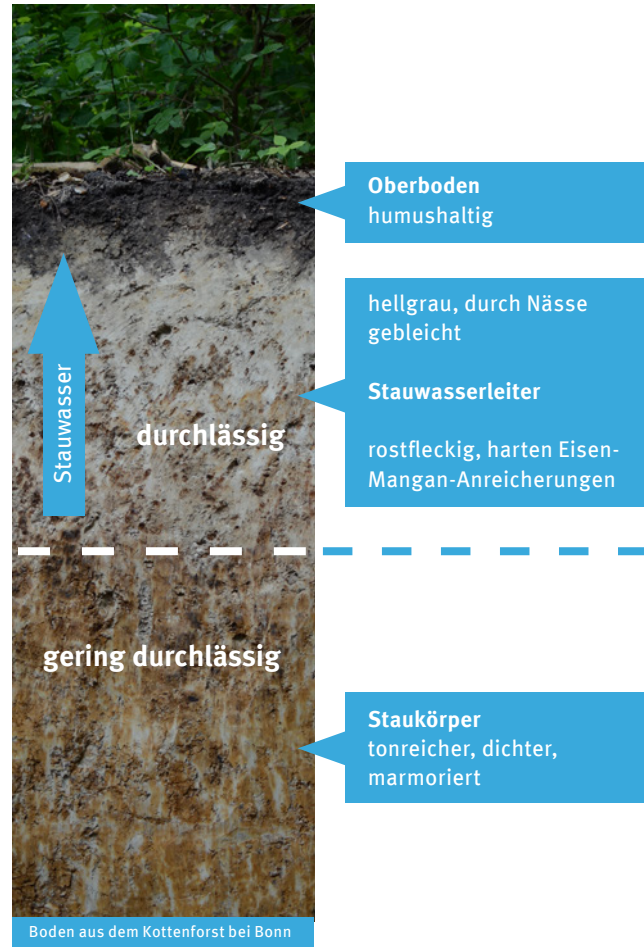 Oberboden
humushaltig
hellgrau, durch Nässe
gebleicht
Stauwasserleiter
rostfleckig, harten Eisen-
Mangan-Anreicherungen
Stauwasser
durchlässig
gering durchlässig
Staukörper
tonreicher, dichter,
marmoriert
Boden aus dem Kottenforst bei Bonn